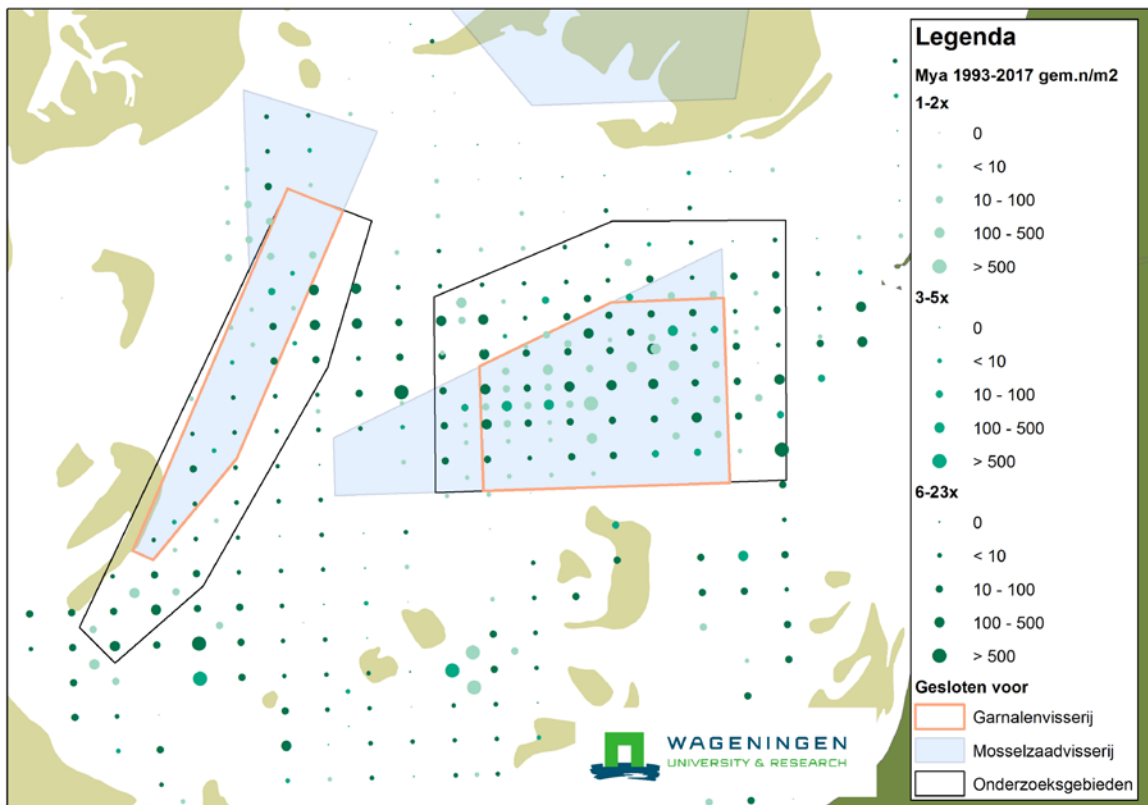 Legenda
Mya 1993-2017 gem.n/m2
1-2x
0
< 10
10 - 100
100 - 500
> 500
3-5x
0
< 10
10 - 100
100 - 500
> 500
6-23x
0
< 10
10 - 100
100 - 500
> 500
Gesloten voor
Garnalenvisserij
Mosselzaadvisserij
Onderzoeksgebieden
WAGENINGEN
UNIVERSITY & RESEARCH